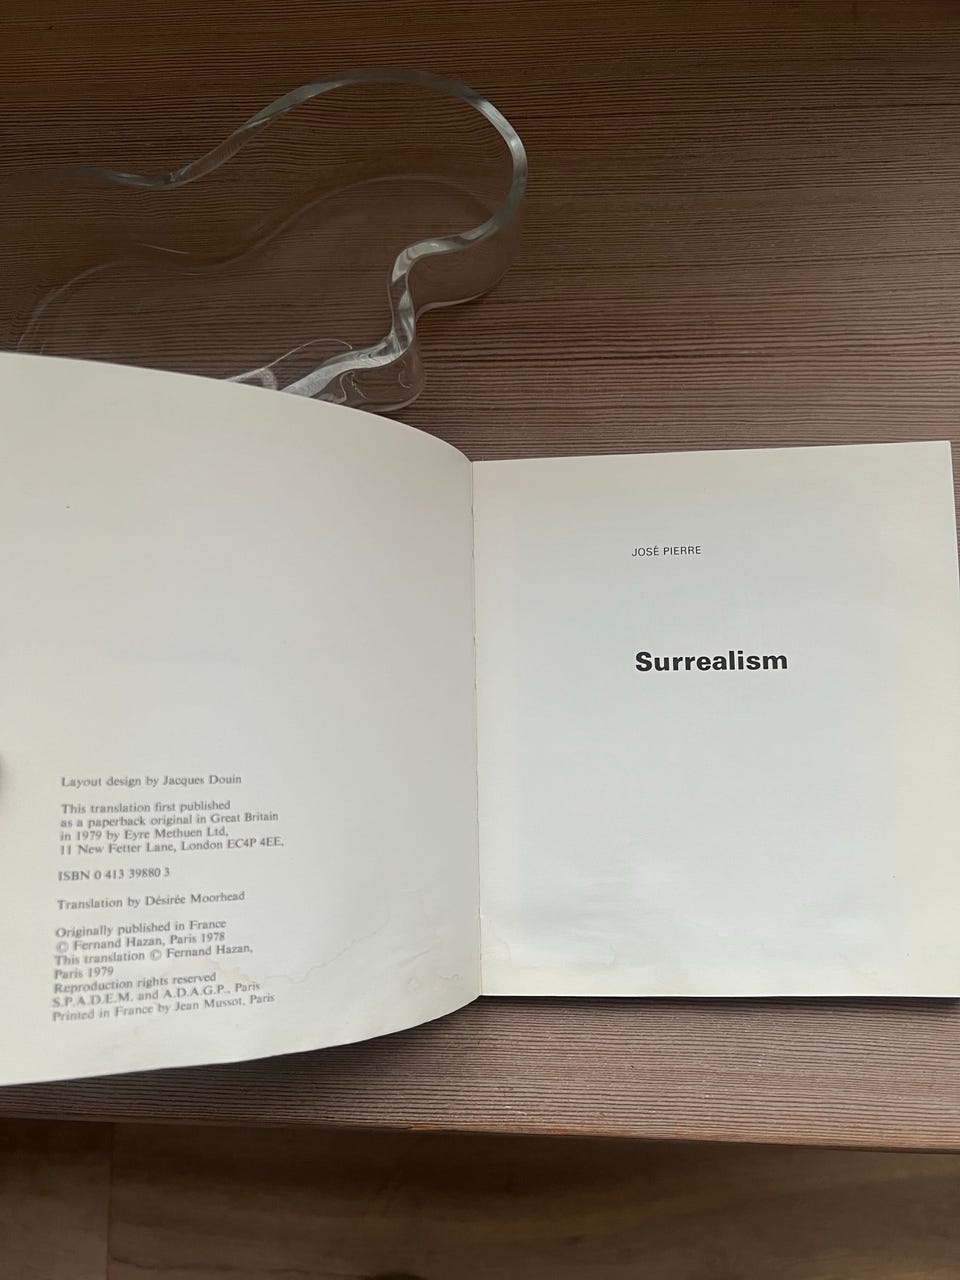 Layout design by Jacques Douin
This translation first published
as a paperback original in Great Britain
in 1979 by Eyre Methuen Ltd,
11 New Fetter Lane, London EC4P 4EE,
ISBN 0 413 39880 3
Translation by Désirée Moorhead
Originally published in France
© Fernand Hazan, Paris 1978
This translation © Fernand Hazan,
Paris 1979
Reproduction rights reserved
S.P.A.D.E.M. and A.D.A.G.P., Paris
Printed in France by Jean Mussot, Paris
JOSÉ PIERRE
Surrealism